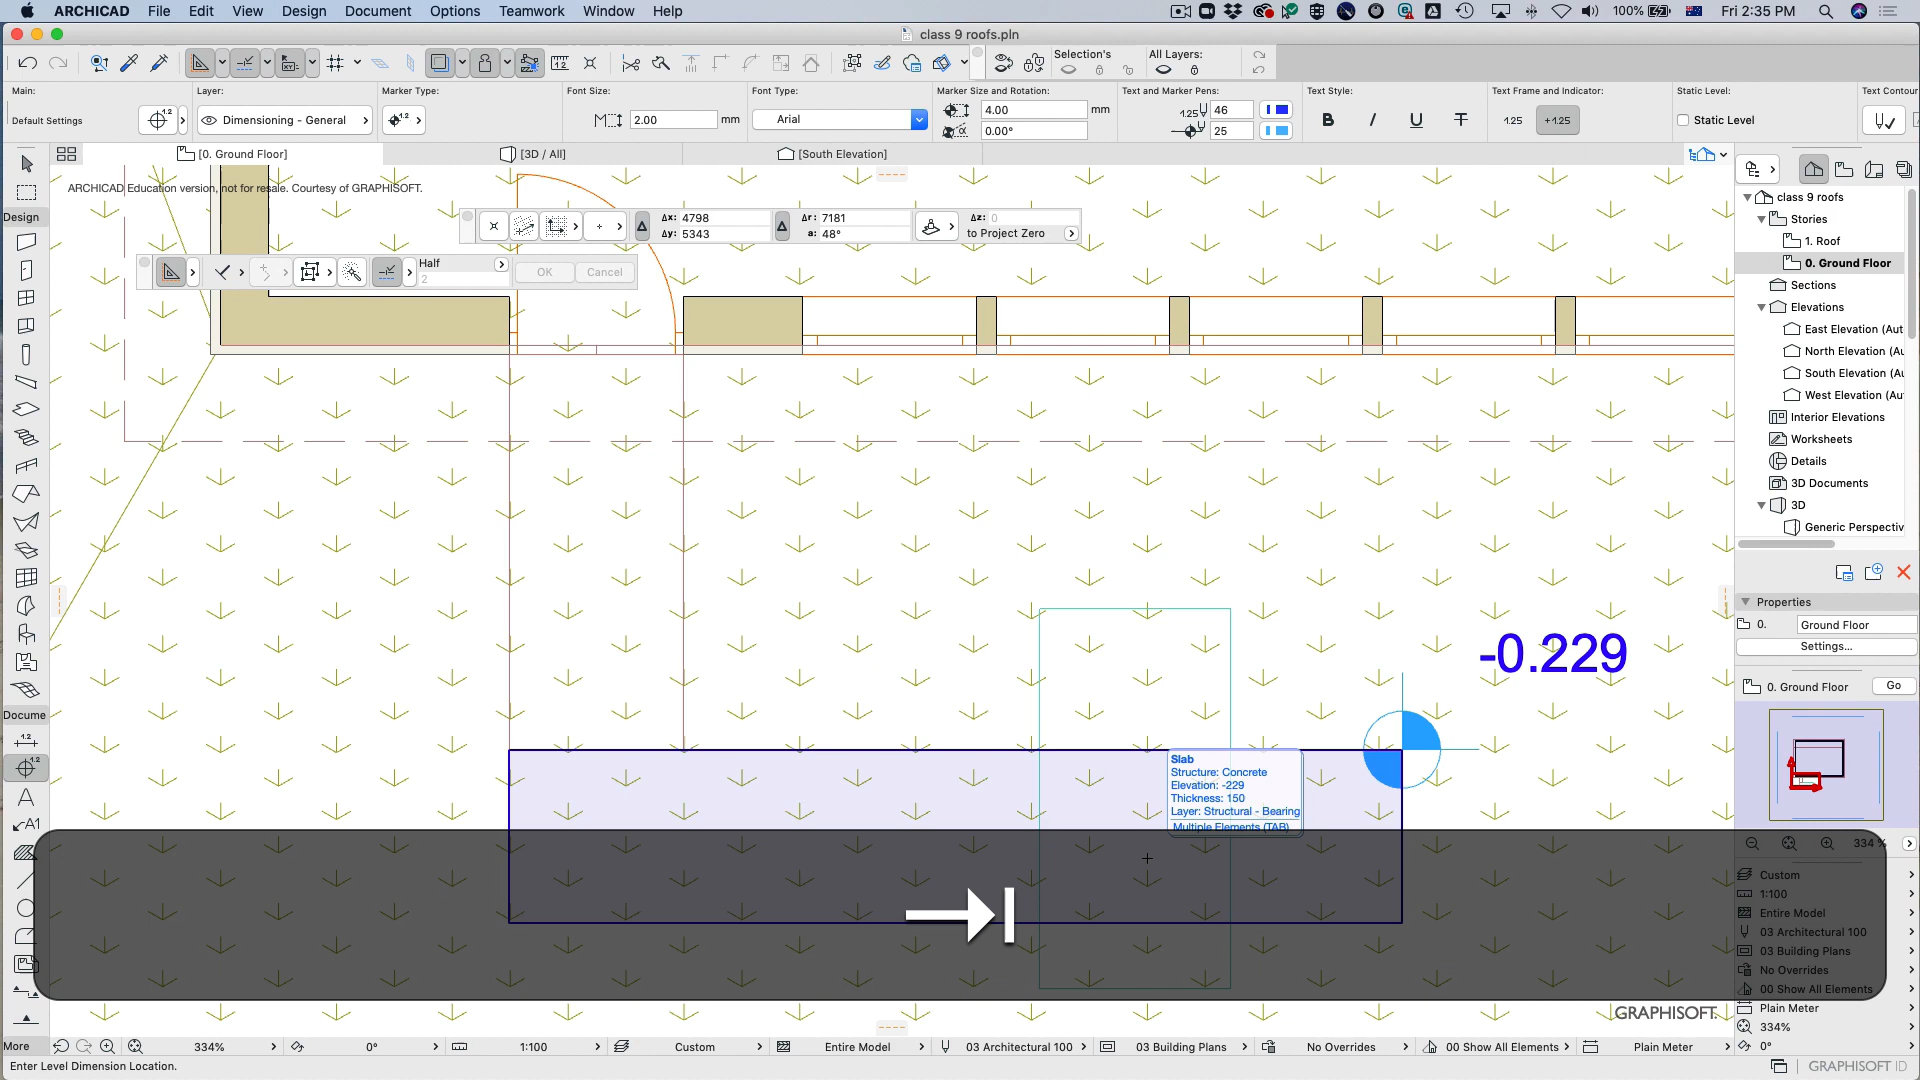 ARCHICAD File Edit View Design Document Options Teamwork Window Help
100% Fri 2:35 PM
class 9 roofs.pln
Selection's
All Layers:
Main:
Default Settings
Layer:
Dimensioning - General
Marker Type:
Font Size:
2.00 mm
Font Type:
Arial
Marker Size and Rotation:
4.00 mm
0.00°
Text and Marker Pens:
46
25
Text Style:
B I U T
Text Frame and Indicator:
1.25 +1.25
Static Level:
Static Level
Text Contour
[0. Ground Floor]
[3D / All]
[South Elevation]
ARCHICAD Education version, not for resale. Courtesy of GRAPHISOFT.
Δx: 4798
Δy: 5343
Δr: 7181
a: 48°
Δz: 0
to Project Zero
Half
2
OK
Cancel
Design
Docume
A1
More
class 9 roofs
Stories
1. Roof
0. Ground Floor
Sections
Elevations
East Elevation (Aut
North Elevation (Au
South Elevation (Au
West Elevation (Au
Interior Elevations
Worksheets
Details
3D Documents
3D
Generic Perspectiv
Properties
0. Ground Floor
Settings...
0. Ground Floor
Go
-0.229
Slab
Structure: Concrete
Elevation: -229
Thickness: 150
Layer: Structural - Bearing
Multiple Elements (TAB)
334 %
Custom
1:100
Entire Model
03 Architectural 100
03 Building Plans
No Overrides
00 Show All Elements
Plain Meter
334%
0°
GRAPHISOFT.
334% 0° 1:100 Custom Entire Model 03 Architectural 100 03 Building Plans No Overrides 00 Show All Elements Plain Meter
Enter Level Dimension Location.
GRAPHISOFT ID